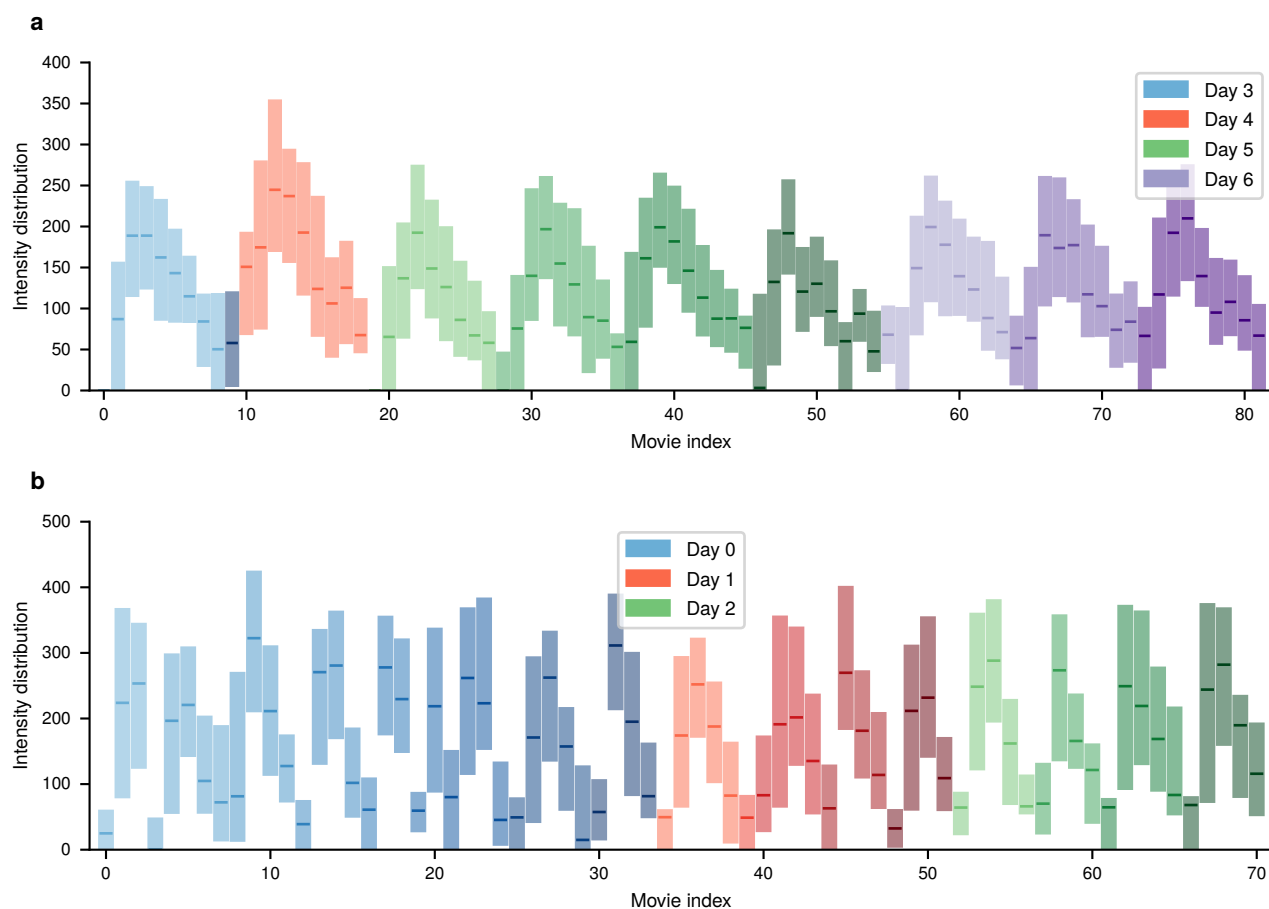 a
400
350
300
250
200
150
100
50
0
Intensity distribution
Day 3
Day 4
Day 5
Day 6
0 10 20 30 40 50 60 70 80
Movie index
b
500
400
300
200
100
0
Intensity distribution
Day 0
Day 1
Day 2
0 10 20 30 40 50 60 70
Movie index